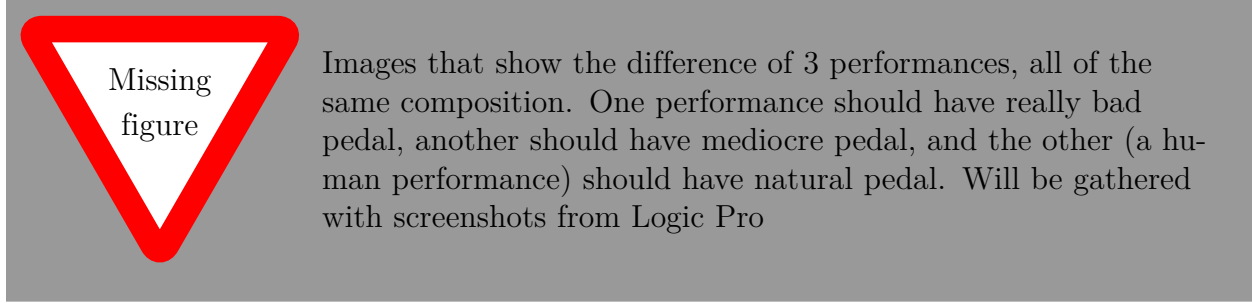 Missing
figure
Images that show the difference of 3 performances, all of the
same composition. One performance should have really bad
pedal, another should have mediocre pedal, and the other (a hu-
man performance) should have natural pedal. Will be gathered
with screenshots from Logic Pro